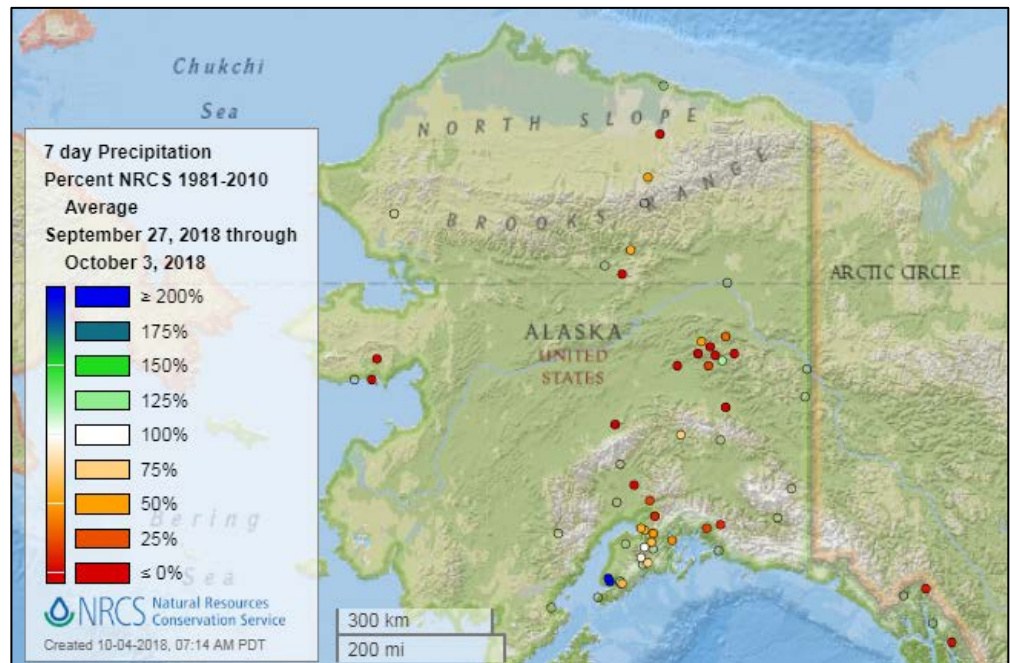 Chukchi
Sea
NORTH SLOPE
BROOKS RANGE
ARCTIC CIRCLE
ALASKA
UNITED
STATES
Bering
Sea
7 day Precipitation
Percent NRCS 1981-2010
Average
September 27, 2018 through
October 3, 2018
≥ 200%
175%
150%
125%
100%
75%
50%
25%
≤ 0%
NRCS Natural Resources
Conservation Service
Created 10-04-2018, 07:14 AM PDT
300 km
200 mi